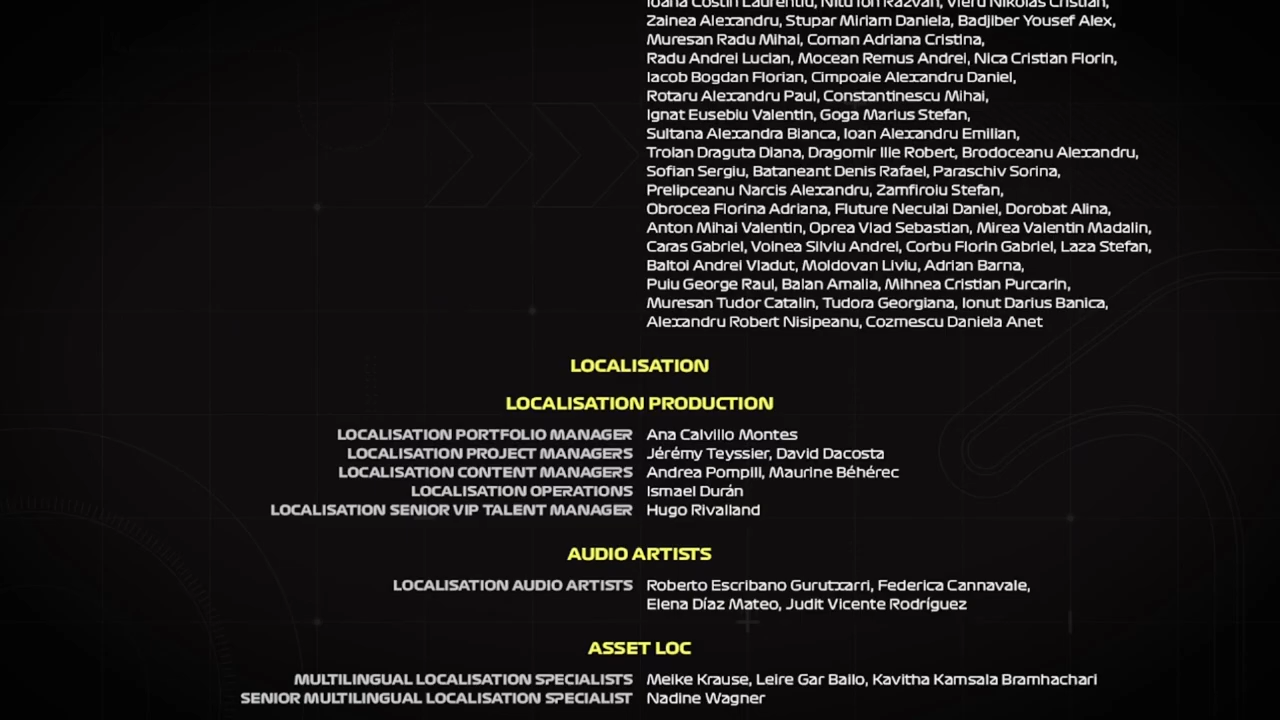 Ioana Costin Laurentiu, Nitu Ion Razvan, Vieru Nikolas Cristian,
Zainea Alexandru, Stupar Miriam Daniela, Badjiber Yousef Alex,
Muresan Radu Mihai, Coman Adriana Cristina,
Radu Andrei Lucian, Mocean Remus Andrei, Nica Cristian Florin,
Iacob Bogdan Florian, Cimpoaie Alexandru Daniel,
Rotaru Alexandru Paul, Constantinescu Mihai,
Ignat Eusebiu Valentin, Goga Marius Stefan,
Sultana Alexandra Bianca, Ioan Alexandru Emilian,
Troian Draguta Diana, Dragomir Ilie Robert, Brodoceanu Alexandru,
Sofian Sergiu, Bataneant Denis Rafael, Paraschiv Sorina,
Prelipceanu Narcis Alexandru, Zamfiroiu Stefan,
Obrocea Florina Adriana, Fluture Neculai Daniel, Dorobat Alina,
Anton Mihai Valentin, Oprea Vlad Sebastian, Mirea Valentin Madalin,
Caras Gabriel, Voinea Silviu Andrei, Corbu Florin Gabriel, Laza Stefan,
Baltoi Andrei Vladut, Moldovan Liviu, Adrian Barna,
Puiu George Raul, Balan Amalia, Mihnea Cristian Purcarin,
Muresan Tudor Catalin, Tudora Georgiana, Ionut Darius Banica,
Alexandru Robert Nisipeanu, Cozmescu Daniela Anet
LOCALISATION
LOCALISATION PRODUCTION
LOCALISATION PORTFOLIO MANAGER Ana Calvillo Montes
LOCALISATION PROJECT MANAGERS Jérémy Teyssier, David Dacosta
LOCALISATION CONTENT MANAGERS Andrea Pompili, Maurine Béhérec
LOCALISATION OPERATIONS Ismael Durán
LOCALISATION SENIOR VIP TALENT MANAGER Hugo Rivalland
AUDIO ARTISTS
LOCALISATION AUDIO ARTISTS Roberto Escribano Gurutxarri, Federica Cannavale,
Elena Díaz Mateo, Judit Vicente Rodríguez
ASSET LOC
MULTILINGUAL LOCALISATION SPECIALISTS Meike Krause, Leire Gar Bailo, Kavitha Kamsala Bramhachari
SENIOR MULTILINGUAL LOCALISATION SPECIALIST Nadine Wagner